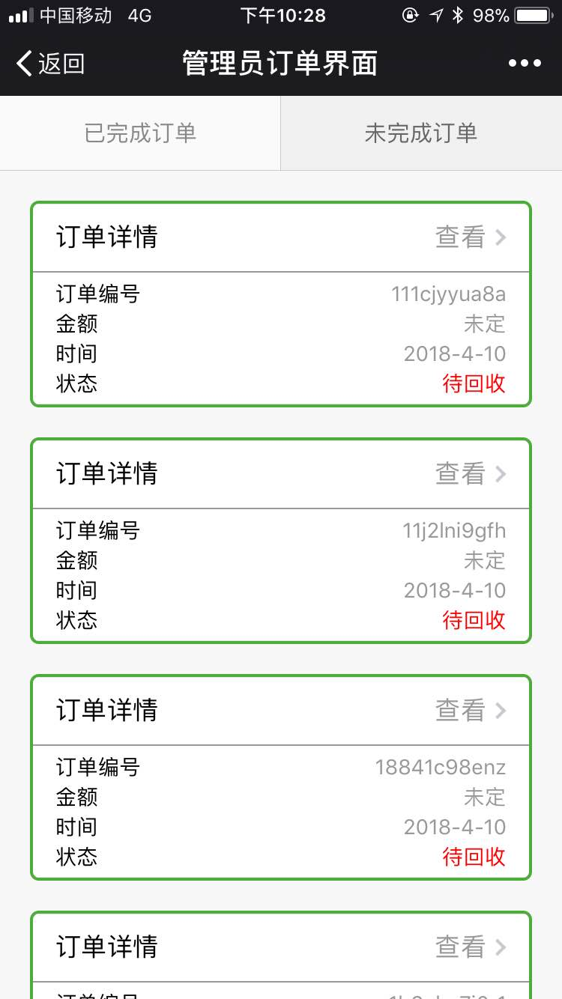 中国移动 4G 下午10:28 98%
返回 管理员订单界面
已完成订单 未完成订单
订单详情 查看
订单编号 111cjyyua8a
金额 未定
时间 2018-4-10
状态 待回收
订单详情 查看
订单编号 11j2lni9gfh
金额 未定
时间 2018-4-10
状态 待回收
订单详情 查看
订单编号 18841c98enz
金额 未定
时间 2018-4-10
状态 待回收
订单详情 查看
订单编号